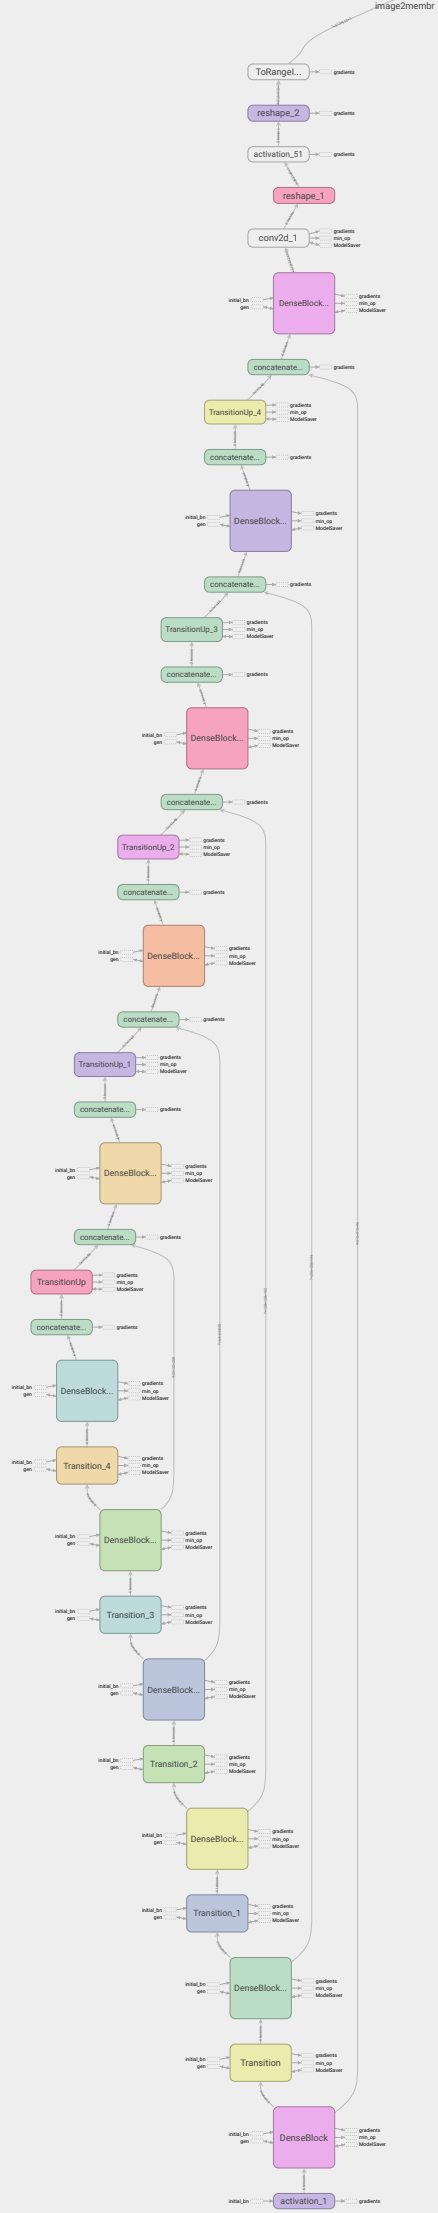 image2membr
ToRangeI...
gradients
reshape_2
gradients
activation_51
gradients
reshape_1
conv2d_1
gradients
min_op
ModelSaver
DenseBlock...
initial_bn
gen
gradients
min_op
ModelSaver
concatenate...
gradients
TransitionUp_4
gradients
min_op
ModelSaver
concatenate...
gradients
DenseBlock...
initial_bn
gen
gradients
min_op
ModelSaver
concatenate...
gradients
TransitionUp_3
gradients
min_op
ModelSaver
concatenate...
gradients
DenseBlock...
initial_bn
gen
gradients
min_op
ModelSaver
concatenate...
gradients
TransitionUp_2
gradients
min_op
ModelSaver
concatenate...
gradients
DenseBlock...
initial_bn
gen
gradients
min_op
ModelSaver
concatenate...
gradients
TransitionUp_1
gradients
min_op
ModelSaver
concatenate...
gradients
DenseBlock...
initial_bn
gen
gradients
min_op
ModelSaver
concatenate...
gradients
TransitionUp
gradients
min_op
ModelSaver
concatenate...
gradients
DenseBlock...
initial_bn
gen
gradients
min_op
ModelSaver
Transition_4
initial_bn
gen
gradients
min_op
ModelSaver
DenseBlock...
initial_bn
gen
gradients
min_op
ModelSaver
Transition_3
initial_bn
gen
gradients
min_op
ModelSaver
DenseBlock...
initial_bn
gen
gradients
min_op
ModelSaver
Transition_2
initial_bn
gen
gradients
min_op
ModelSaver
DenseBlock...
initial_bn
gen
gradients
min_op
ModelSaver
Transition_1
initial_bn
gen
gradients
min_op
ModelSaver
DenseBlock...
initial_bn
gen
gradients
min_op
ModelSaver
Transition
initial_bn
gen
gradients
min_op
ModelSaver
DenseBlock
initial_bn
gen
gradients
min_op
ModelSaver
activation_1
initial_bn
gradients